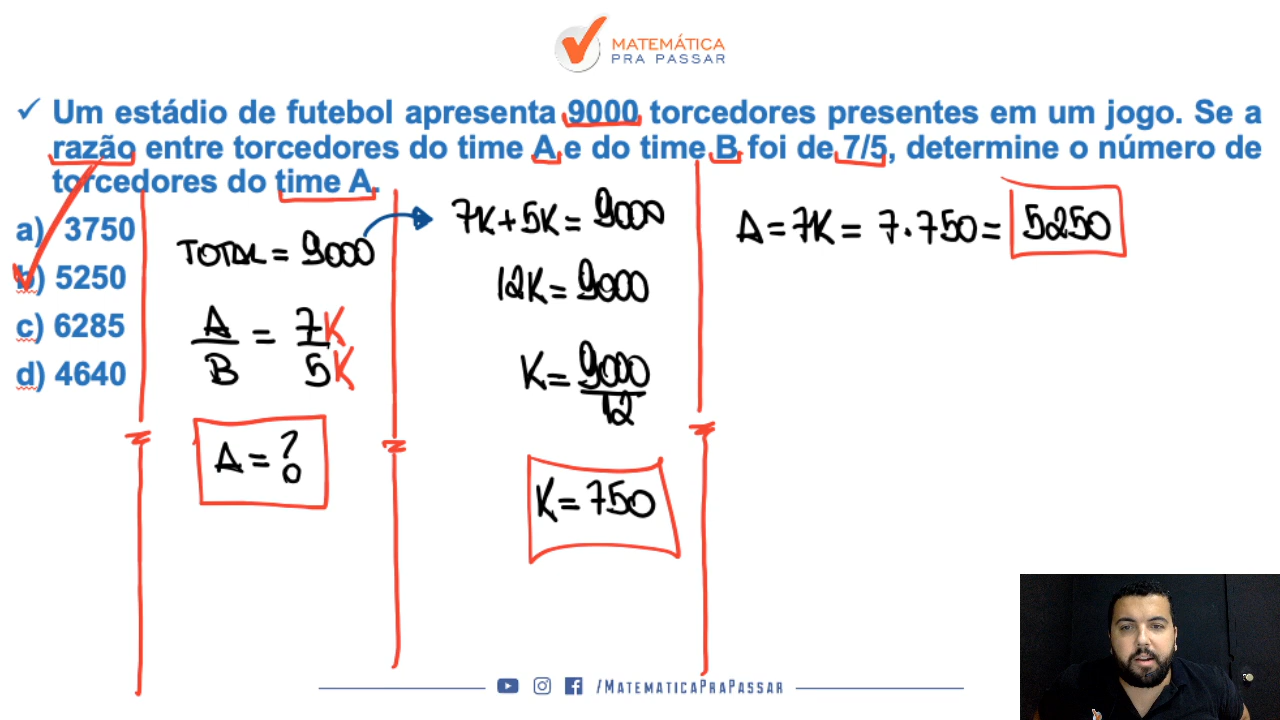 MATEMÁTICA
PRA PASSAR
✓ Um estádio de futebol apresenta 9000 torcedores presentes em um jogo. Se a
razão entre torcedores do time A e do time B foi de 7/5, determine o número de
torcedores do time A.
a) 3750
b) 5250
c) 6285
d) 4640
TOTAL = 9000
A/B = 7K/5K
A = ?
7K + 5K = 9000
12K = 9000
K = 9000/12
K = 750
A = 7K = 7.750 = 5250
/MATEMATICAPRAPASSAR